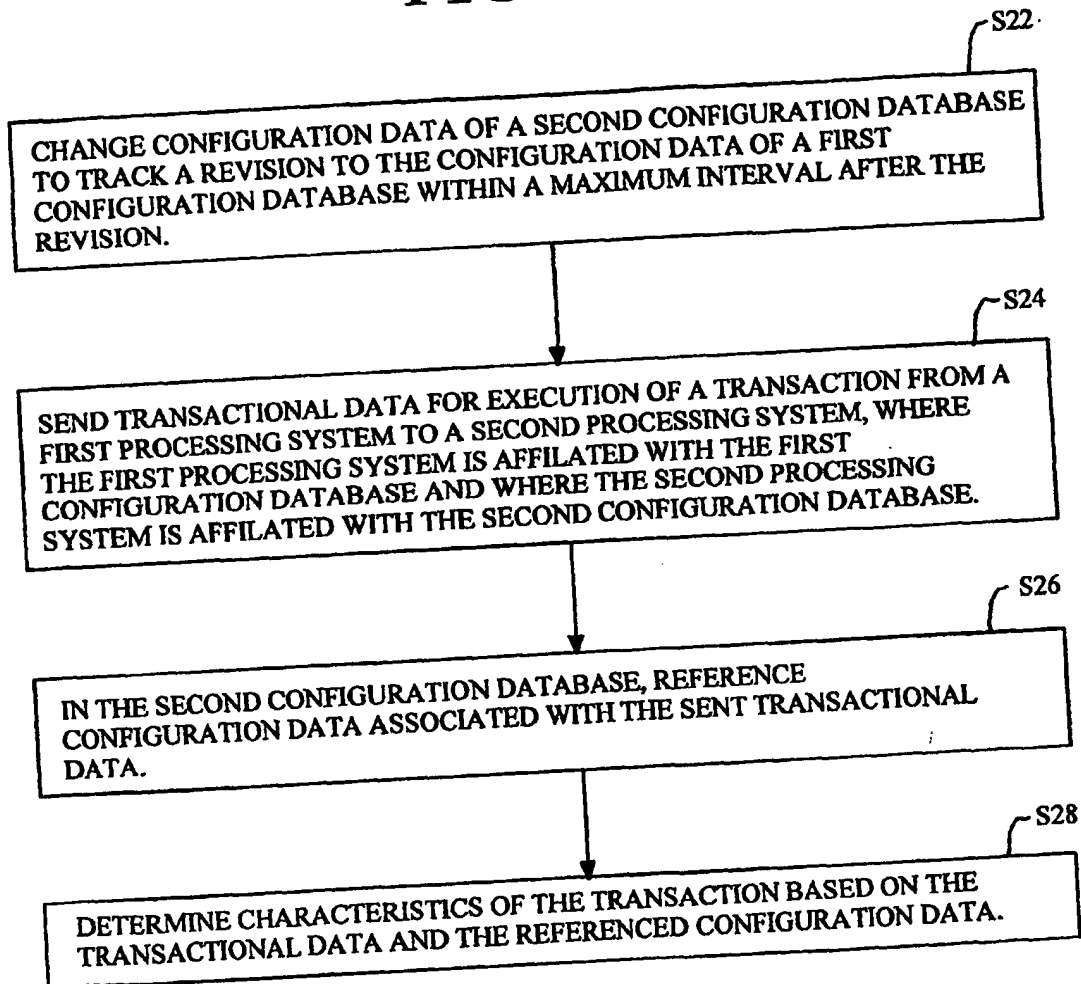 S22
CHANGE CONFIGURATION DATA OF A SECOND CONFIGURATION DATABASE
TO TRACK A REVISION TO THE CONFIGURATION DATA OF A FIRST
CONFIGURATION DATABASE WITHIN A MAXIMUM INTERVAL AFTER THE
REVISION.
S24
SEND TRANSACTIONAL DATA FOR EXECUTION OF A TRANSACTION FROM A
FIRST PROCESSING SYSTEM TO A SECOND PROCESSING SYSTEM, WHERE
THE FIRST PROCESSING SYSTEM IS AFFILATED WITH THE FIRST
CONFIGURATION DATABASE AND WHERE THE SECOND PROCESSING
SYSTEM IS AFFILATED WITH THE SECOND CONFIGURATION DATABASE.
S26
IN THE SECOND CONFIGURATION DATABASE, REFERENCE
CONFIGURATION DATA ASSOCIATED WITH THE SENT TRANSACTIONAL
DATA.
S28
DETERMINE CHARACTERISTICS OF THE TRANSACTION BASED ON THE
TRANSACTIONAL DATA AND THE REFERENCED CONFIGURATION DATA.